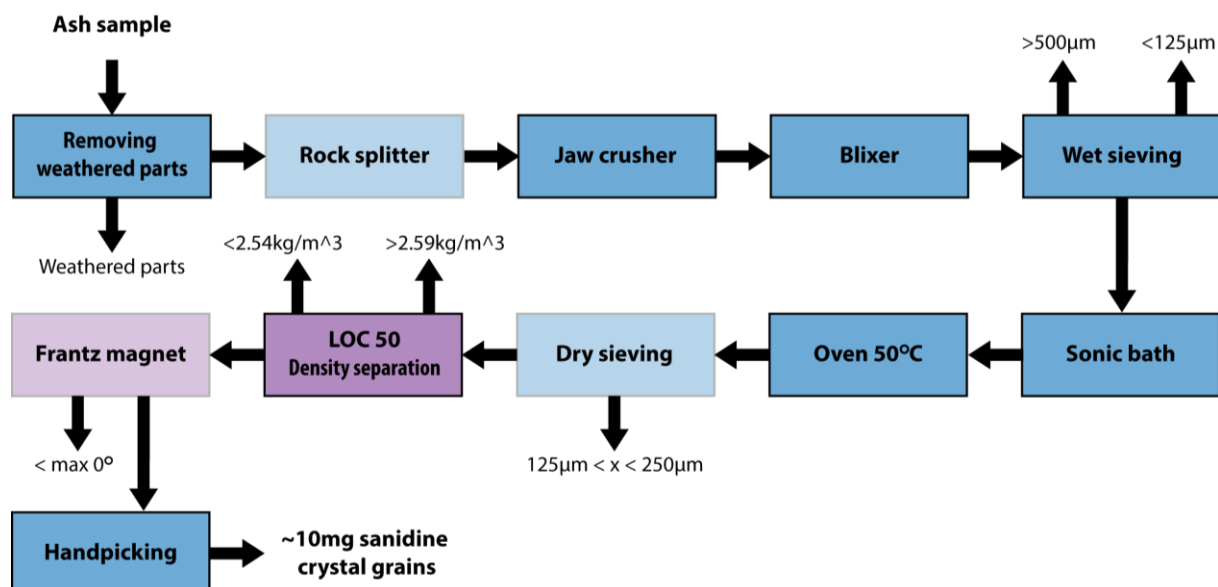 Ash sample
>500µm
<125µm
Removing
weathered parts
Rock splitter
Jaw crusher
Blixer
Wet sieving
Weathered parts
<2.54kg/m^3
>2.59kg/m^3
Frantz magnet
LOC 50
Density separation
Dry sieving
Oven 50ºC
Sonic bath
< max 0º
125µm < x < 250µm
Handpicking
~10mg sanidine
crystal grains